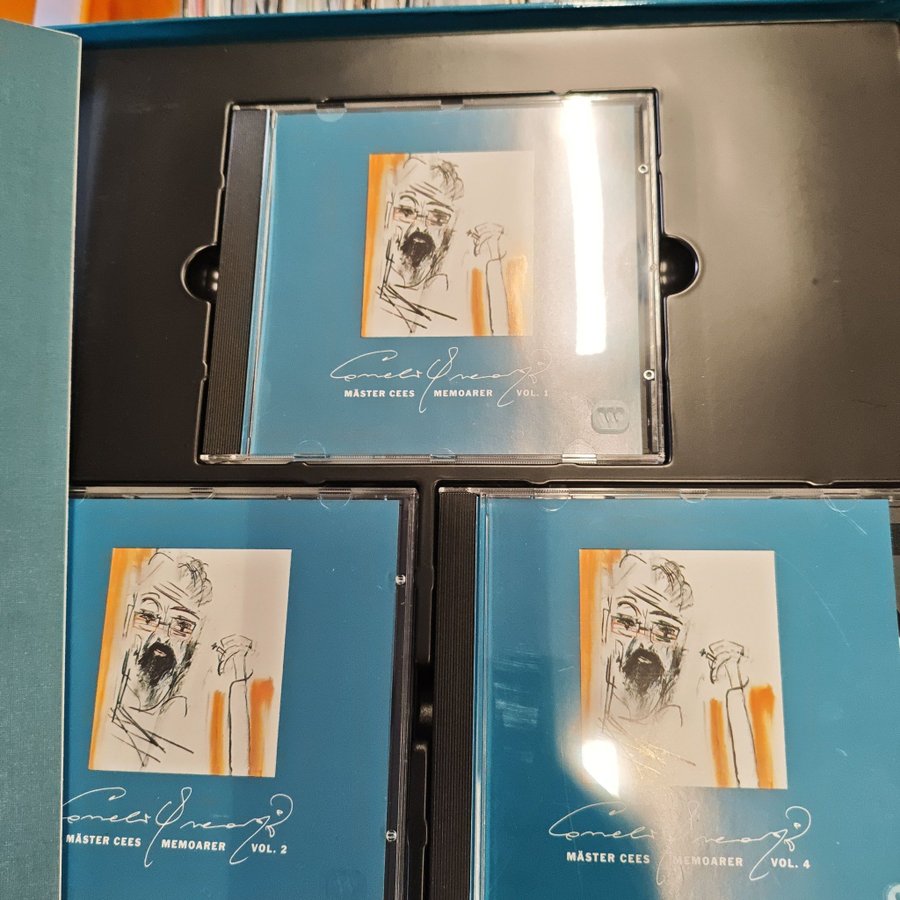 MÄSTER CEES MEMOARER VOL. 1
MÄSTER CEES MEMOARER VOL. 2
MÄSTER CEES MEMOARER VOL. 4